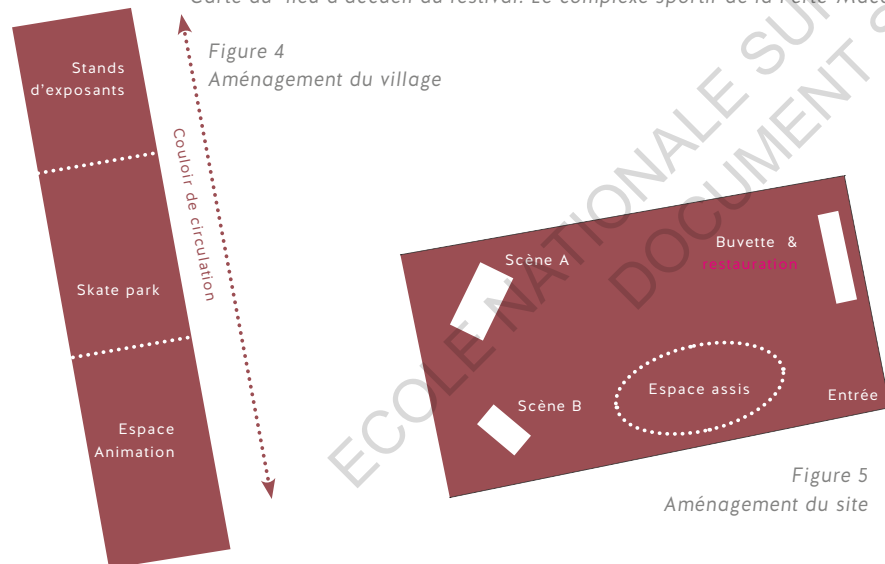 Figure 4
Aménagement du village
Stands
d'exposants
Couloir de circulation
Skate park
Espace
Animation
Scène A
Buvette &
restauration
Scène B
Espace assis
Entrée
Figure 5
Aménagement du site
ECOLE NATIONALE
DOCUMENT